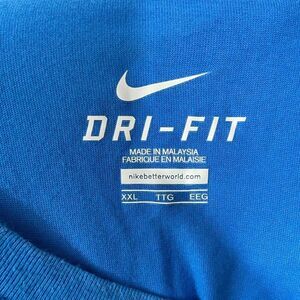 DRI-FIT
MADE IN MALAYSIA
FABRIQUE EN MALAISIE
nikebetterworld.com
XXL TTG EEG